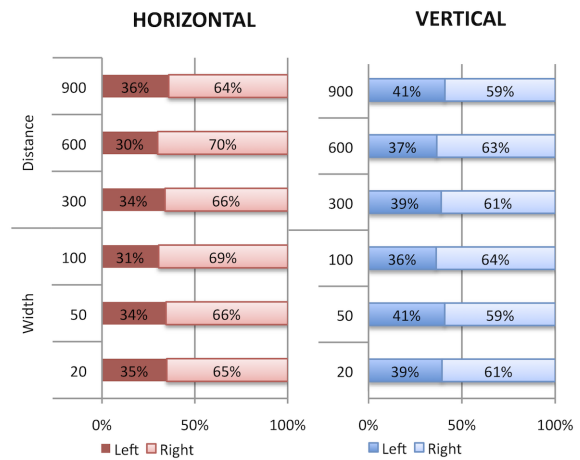 HORIZONTAL
VERTICAL
Distance
Width
900 36% 64%
600 30% 70%
300 34% 66%
100 31% 69%
50 34% 66%
20 35% 65%
0% 50% 100%
Left Right
900 41% 59%
600 37% 63%
300 39% 61%
100 36% 64%
50 41% 59%
20 39% 61%
0% 50% 100%
Left Right